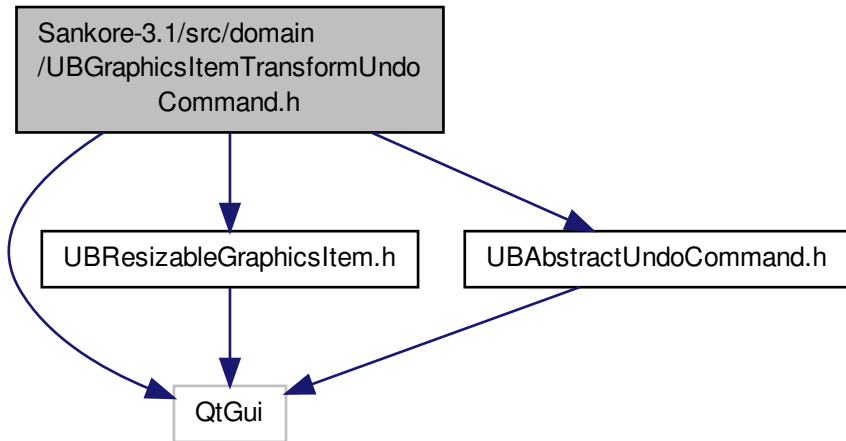 Sankore-3.1/src/domain
/UBGraphicsItemTransformUndo
Command.h
UBResizableGraphicsItem.h
UBAbstractUndoCommand.h
QtGui